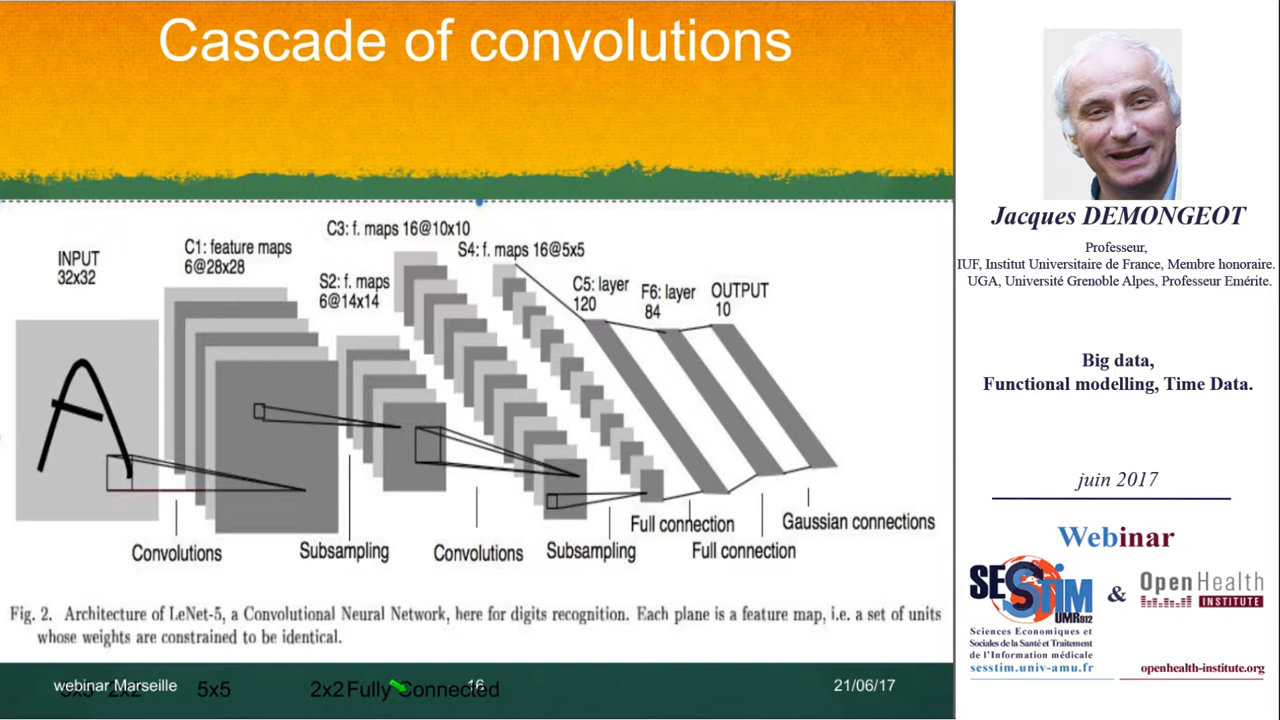 Cascade of convolutions
INPUT
32x32
C1: feature maps
6@28x28
S2: f. maps
6@14x14
C3: f. maps 16@10x10
S4: f. maps 16@5x5
C5: layer
120
F6: layer
84
OUTPUT
10
A
Convolutions
Subsampling
Convolutions
Subsampling
Full connection
Full connection
Gaussian connections
Fig. 2. Architecture of LeNet-5, a Convolutional Neural Network, here for digits recognition. Each plane is a feature map, i.e. a set of units
whose weights are constrained to be identical.
webinar Marseille
5x5
2x2
Fully Connected
16
21/06/17
Jacques DEMONGEOT
Professeur,
IUF, Institut Universitaire de France, Membre honoraire.
UGA, Université Grenoble Alpes, Professeur Emérite.
Big data,
Functional modelling, Time Data.
juin 2017
Webinar
SESSTIM
UMR912
Sciences Economiques et
Sociales de la Santé et Traitement
de l'Information médicale
sesstim.univ-amu.fr
&
OpenHealth
INSTITUTE
openhealth-institute.org